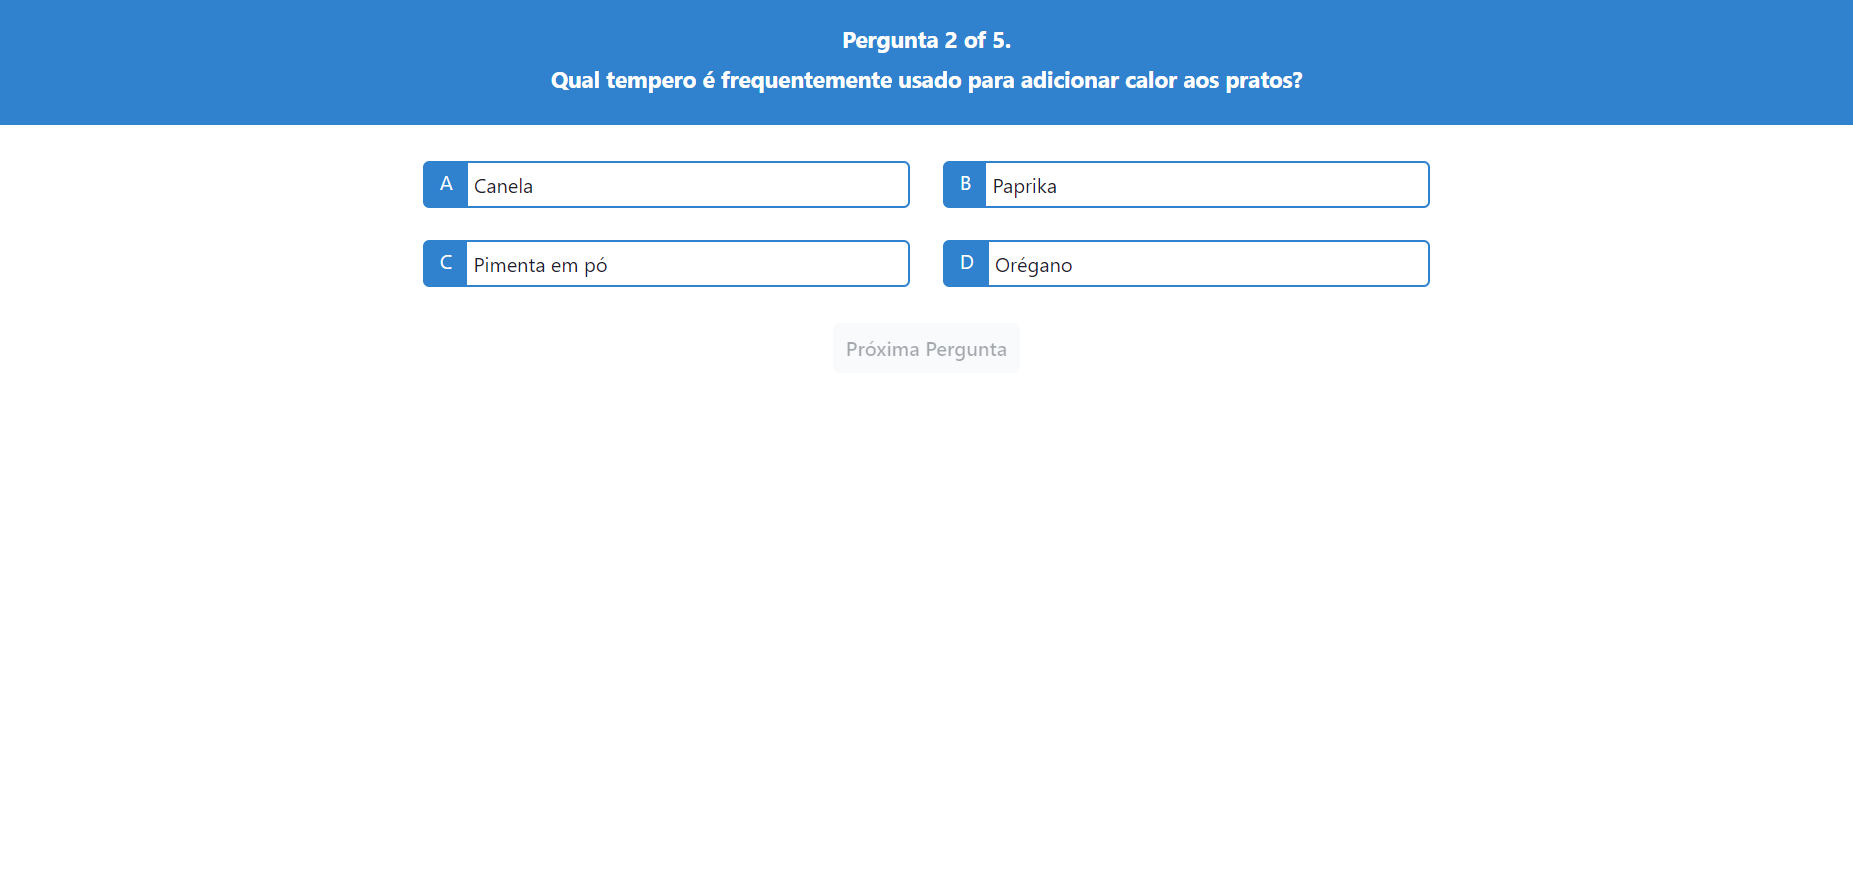 Pergunta 2 of 5.
Qual tempero é frequentemente usado para adicionar calor aos pratos?
A Canela
B Paprika
C Pimenta em pó
D Orégano
Próxima Pergunta